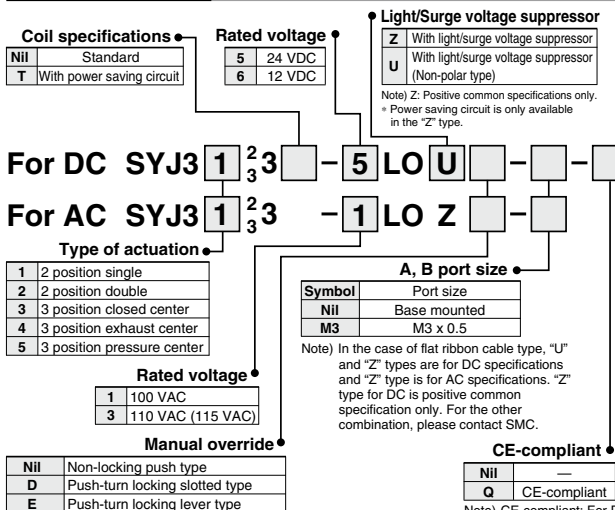 Light/Surge voltage suppressor
Z With light/surge voltage suppressor
U With light/surge voltage suppressor
(Non-polar type)
Note) Z: Positive common specifications only.
* Power saving circuit is only available
in the "Z" type.
Coil specifications
Nil Standard
T With power saving circuit
Rated voltage
5 24 VDC
6 12 VDC
For DC SYJ3 1 2 3 3 – 5 LO U – –
For AC SYJ3 1 2 3 3 – 1 LO Z –
Type of actuation
1 2 position single
2 2 position double
3 3 position closed center
4 3 position exhaust center
5 3 position pressure center
A, B port size
Symbol Port size
Nil Base mounted
M3 M3 x 0.5
Note) In the case of flat ribbon cable type, "U"
and "Z" types are for DC specifications
and "Z" type is for AC specifications. "Z"
type for DC is positive common
specification only. For the other
combination, please contact SMC.
Rated voltage
1 100 VAC
3 110 VAC (115 VAC)
Manual override
Nil Non-locking push type
D Push-turn locking slotted type
E Push-turn locking lever type
CE-compliant
Nil —
Q CE-compliant
Note) CE-compliant: For